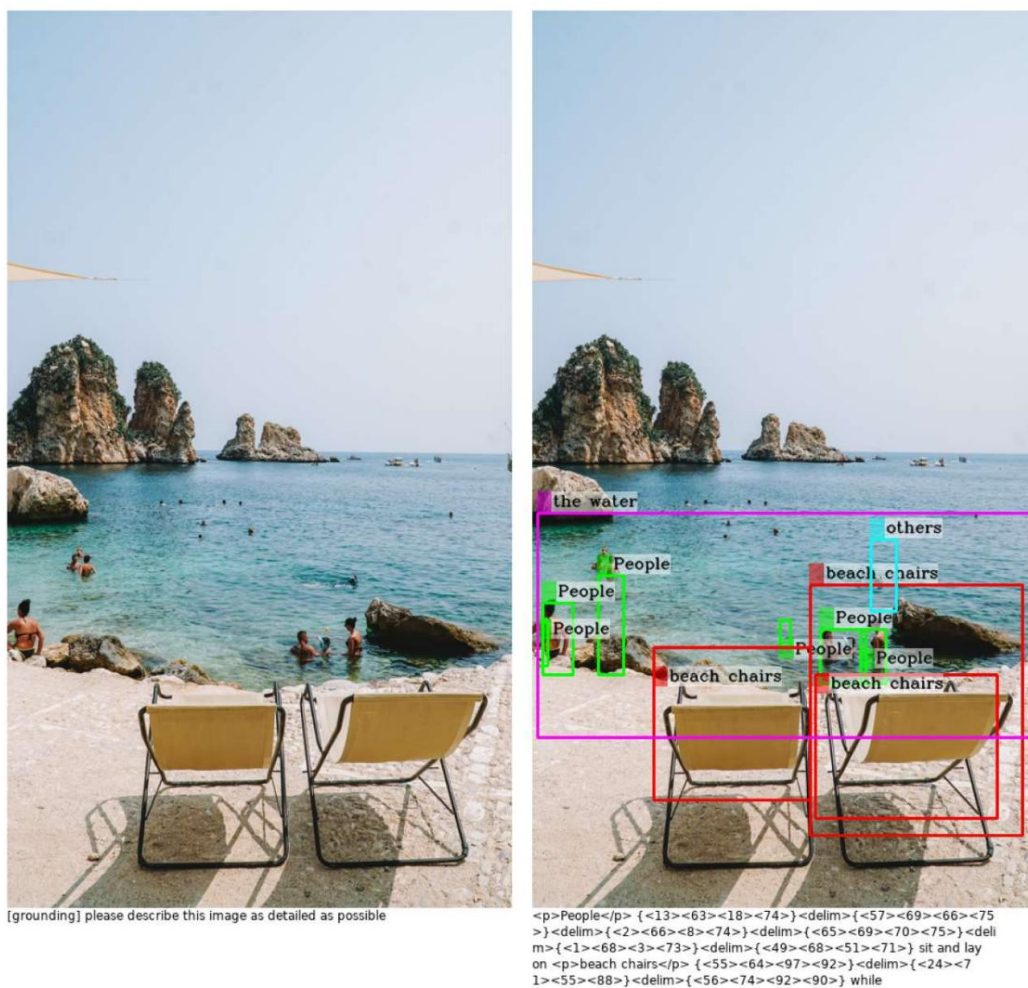 the water
others
People
beach chairs
People
People
People
People
People
beach chairs
beach chairs
[grounding] please describe this image as detailed as possible
<p>People</p> {<13><63><18><74>}<delim>{<57><69><66><75
>}<delim>{<2><66><8><74>}<delim>{<65><69><70><75>}<deli
m>{<1><68><3><73>}<delim>{<49><68><51><71>} sit and lay
on <p>beach chairs</p> {<55><64><97><92>}<delim>{<24><7
1><55><88>}<delim>{<56><74><92><90>} while